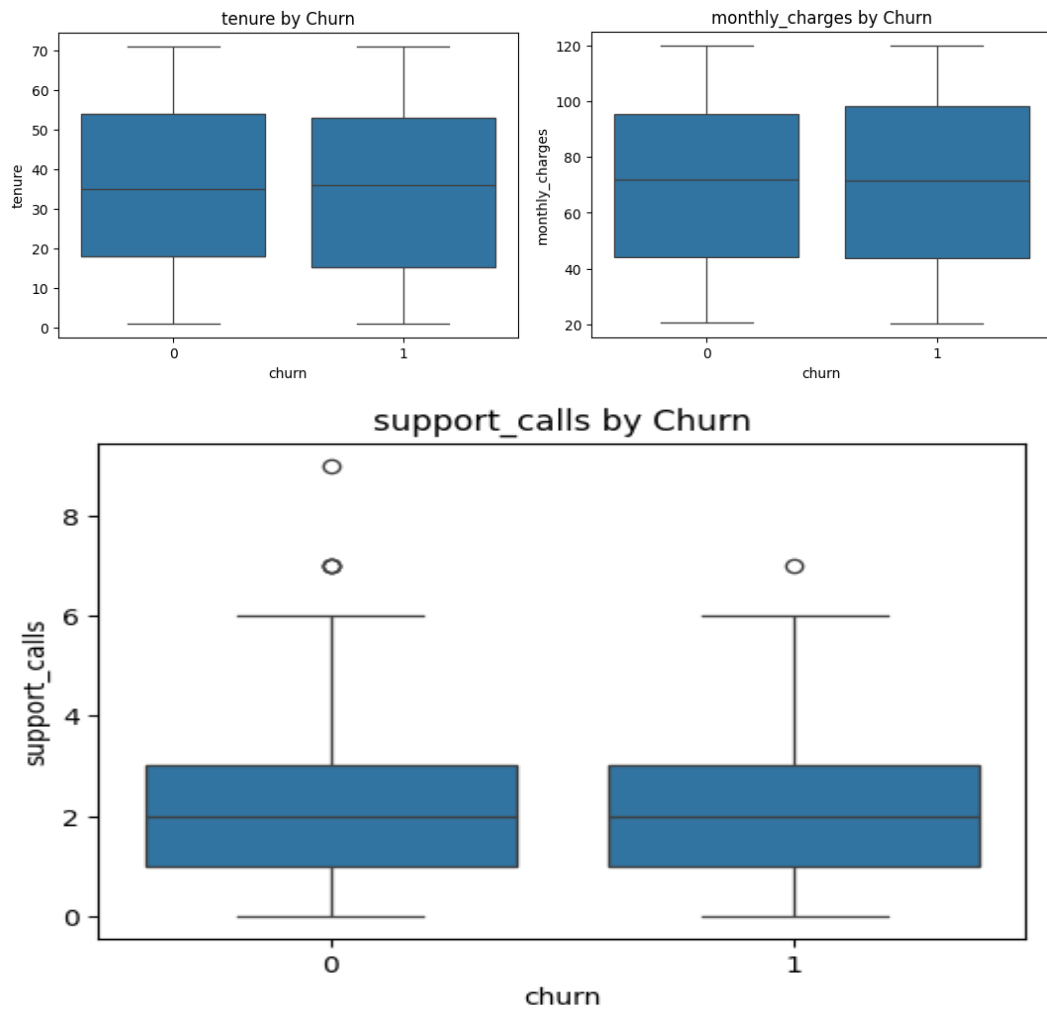 tenure by Churn
70
60
50
40
30
20
10
0
tenure
0 1
churn
monthly_charges by Churn
120
100
80
60
40
20
monthly_charges
0 1
churn
support_calls by Churn
8
6
4
2
0
support_calls
0 1
churn